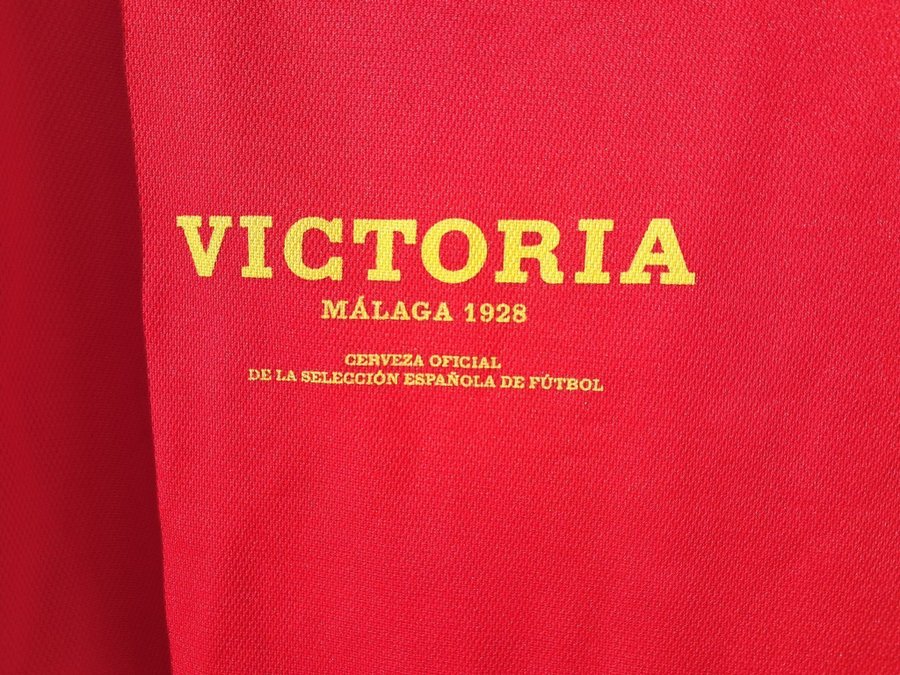 VICTORIA
MÁLAGA 1928
CERVEZA OFICIAL
DE LA SELECCIÓN ESPAÑOLA DE FÚTBOL